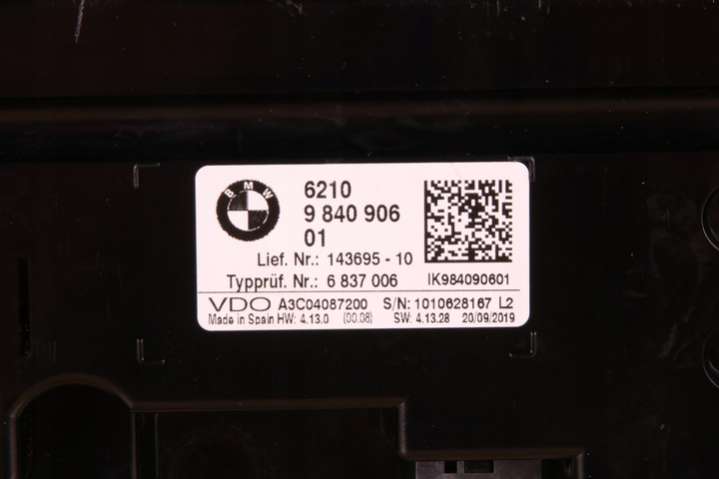 BMW
6210
9 840 906
01
Lief. Nr.: 143695 - 10
Typprüf. Nr.: 6 837 006
IK984090601
VDO A3C04087200 S/N: 1010628167 L2
Made in Spain HW: 4.13.0 (00.08) SW: 4.13.28 20/09/2019